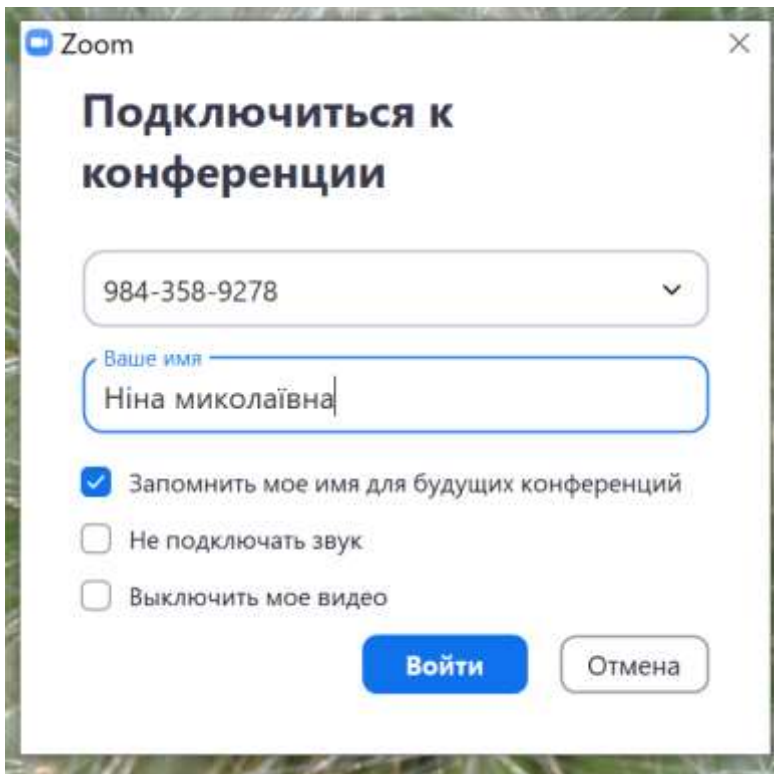 Zoom
Подключиться к
конференции
984-358-9278
Ваше имя
Ніна миколаївна
Запомнить мое имя для будущих конференций
Не подключать звук
Выключить мое видео
Войти Отмена